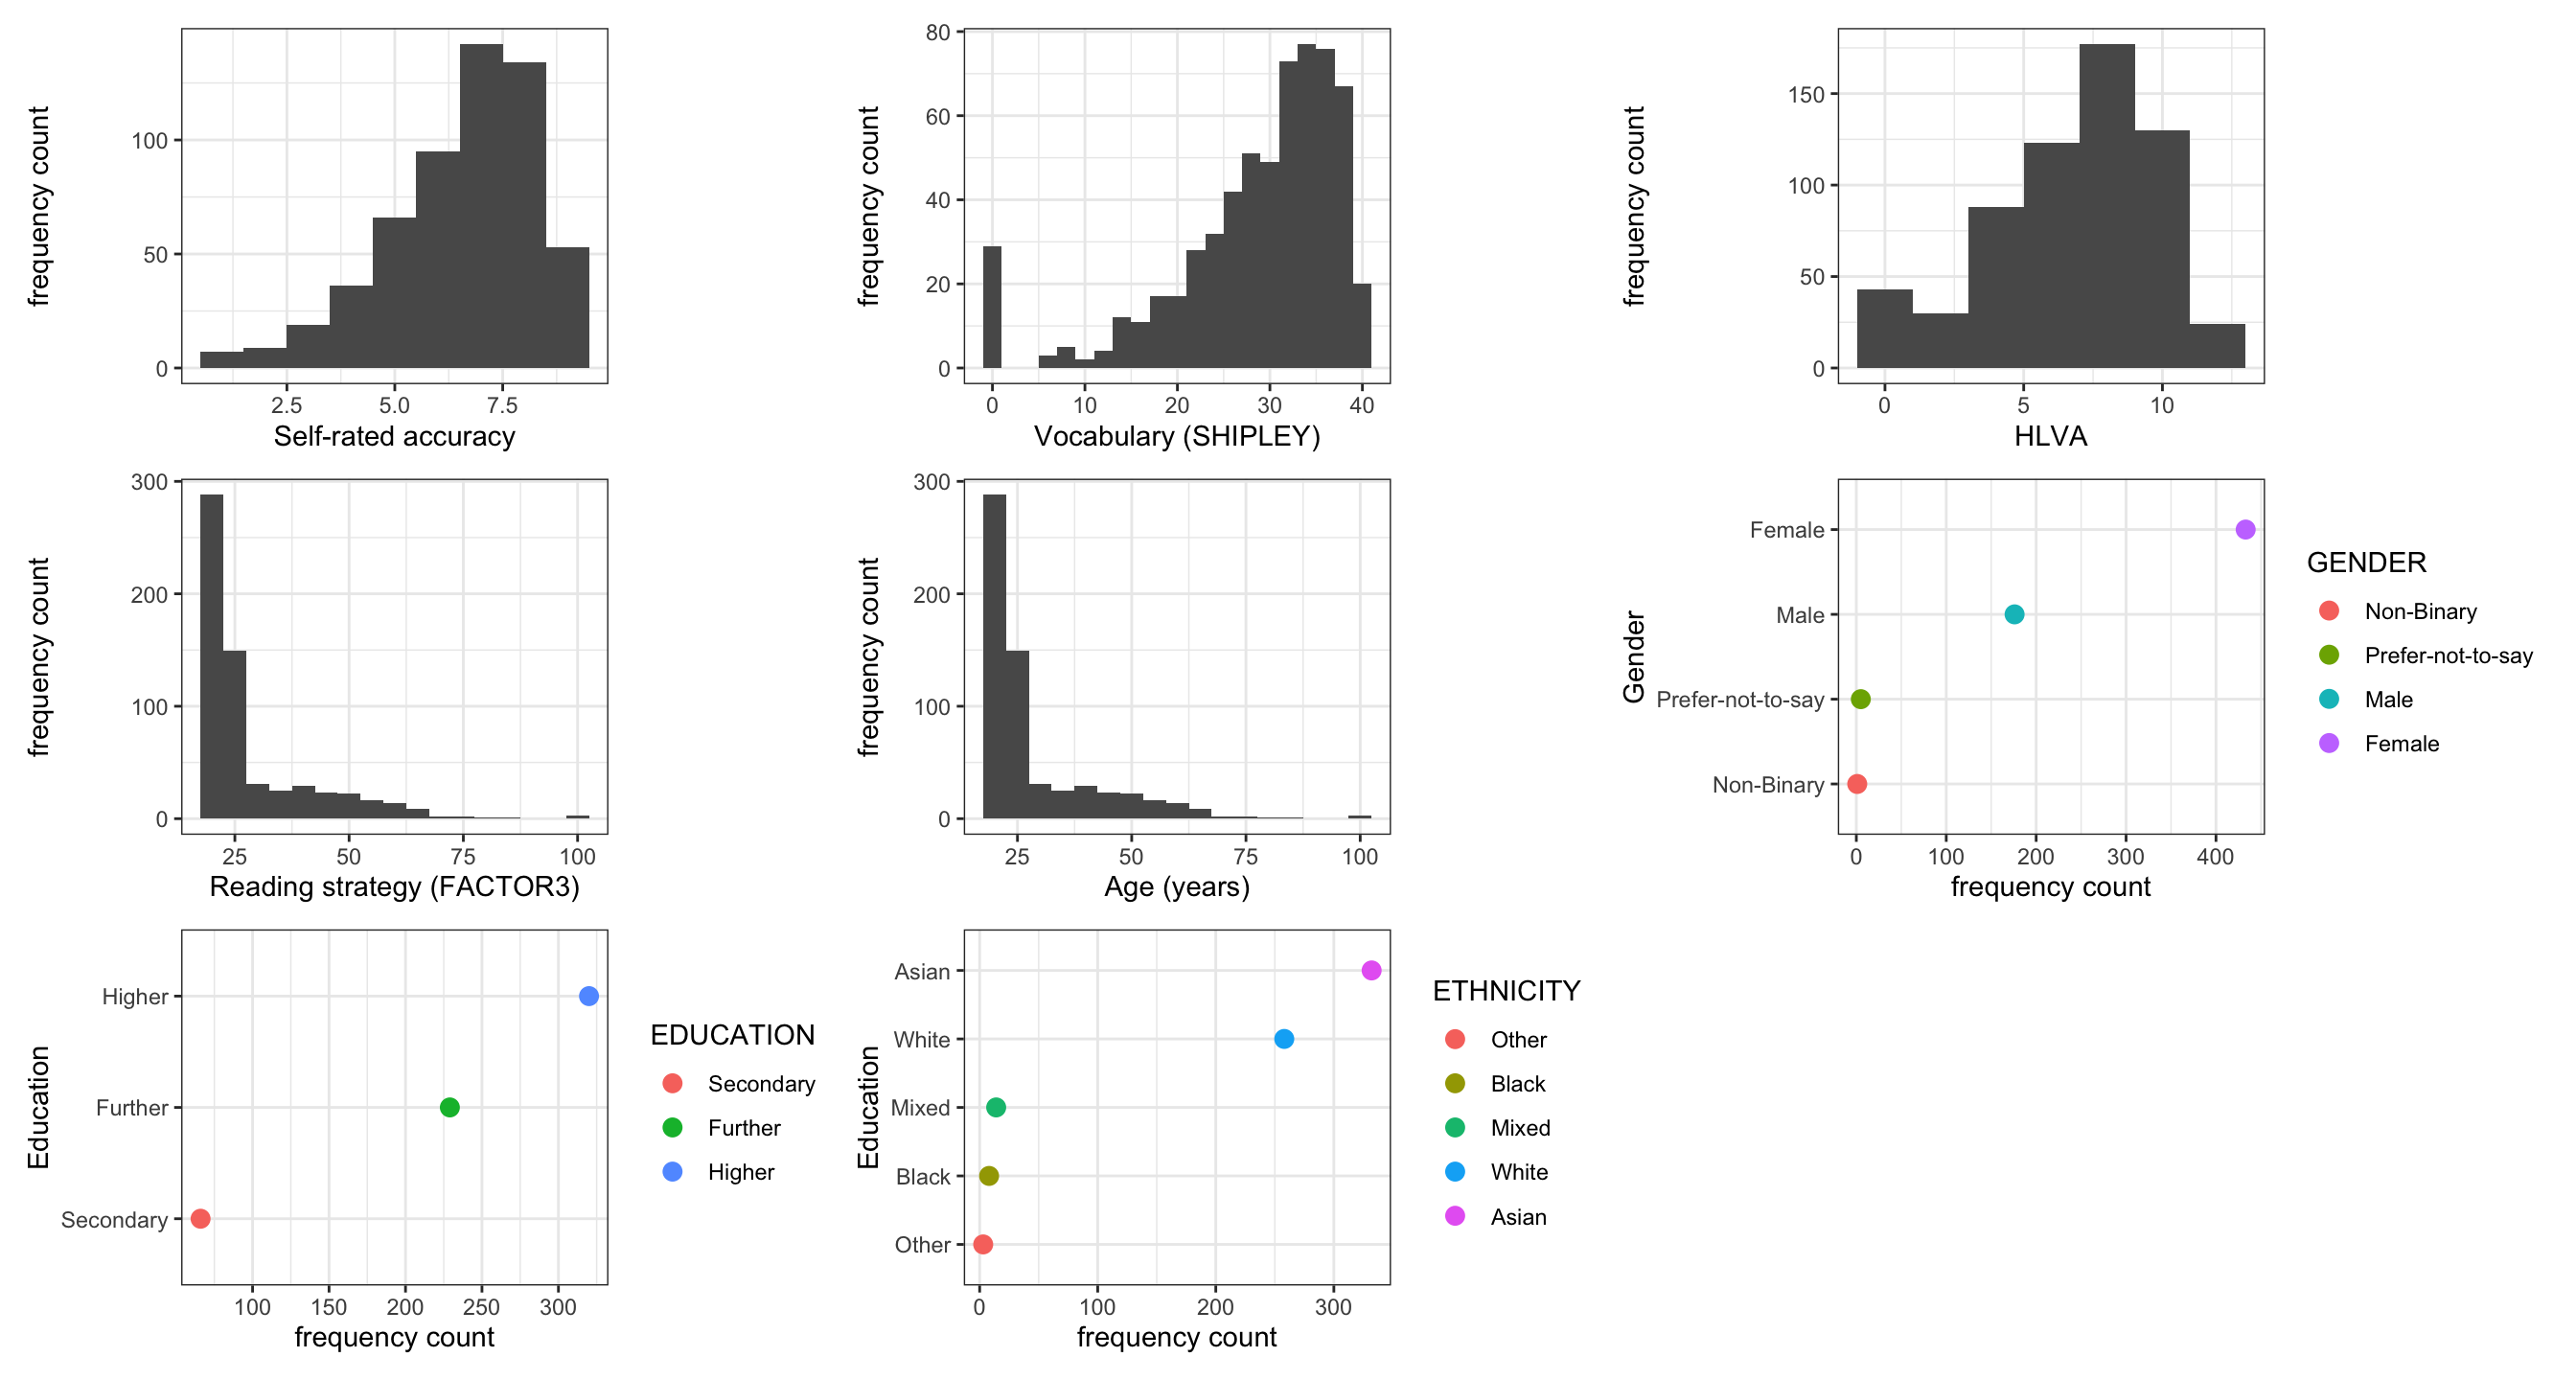 frequency count
100
50
0
2.5 5.0 7.5
Self-rated accuracy
frequency count
80
60
40
20
0
0 10 20 30 40
Vocabulary (SHIPLEY)
frequency count
150
100
50
0
0 5 10
HLVA
frequency count
300
200
100
0
25 50 75 100
Reading strategy (FACTOR3)
frequency count
300
200
100
0
25 50 75 100
Age (years)
Gender
Female
Male
Prefer-not-to-say
Non-Binary
0 100 200 300 400
frequency count
GENDER
Non-Binary
Prefer-not-to-say
Male
Female
Education
Higher
Further
Secondary
100 150 200 250 300
frequency count
EDUCATION
Secondary
Further
Higher
Education
Asian
White
Mixed
Black
Other
0 100 200 300
frequency count
ETHNICITY
Other
Black
Mixed
White
Asian